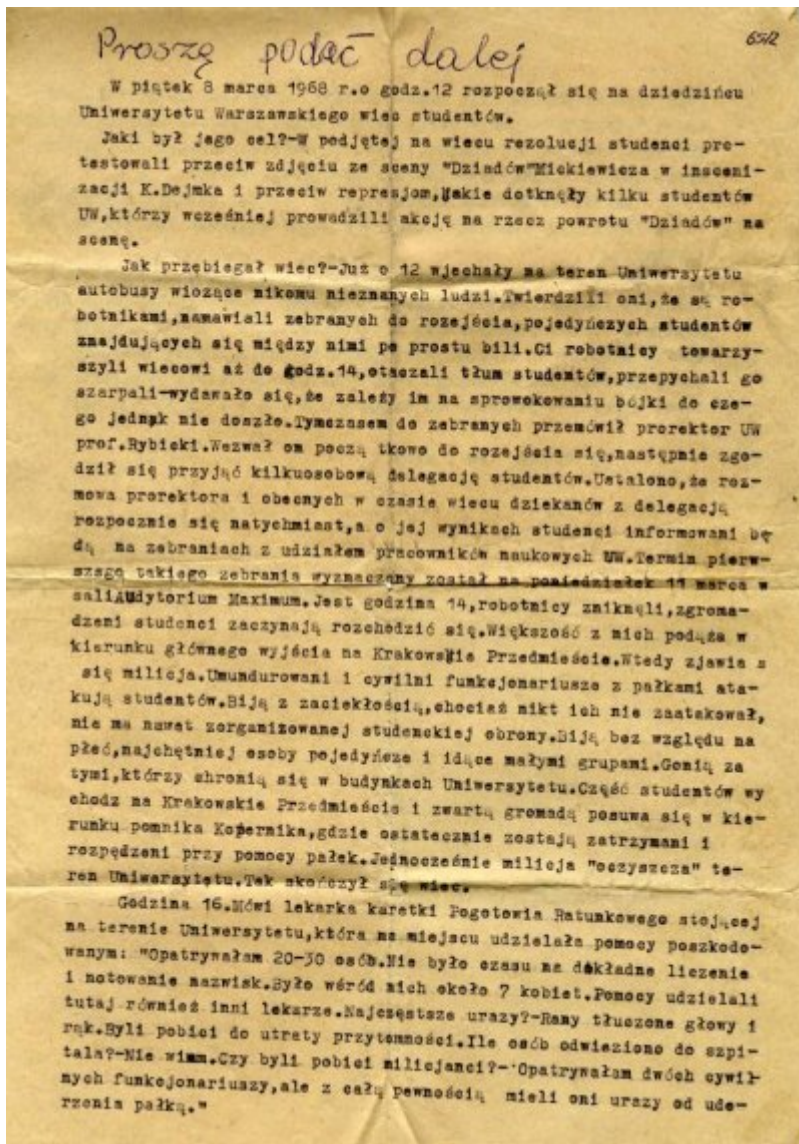 65/2
Proszę podać dalej
W piątek 8 marca 1968 r.o godz.12 rozpoczął się na dziedzińcu
Uniwersytetu Warszawskiego wiec studentów.
Jaki był jego cel?-W podjętej na wiecu rezolucji studenci pro-
testowali przeciw zdjęciu ze sceny "Dziadów"Mickiewicza w insceni-
zacji K.Dejmka i przeciw represjom,jakie dotknęły kilku studentów
UW,którzy wcześniej prowadzili akcję na rzecz powrotu "Dziadów" na
scenę.
Jak przebiegał wiec?-Już o 12 wjechały na teren Uniwersytetu
autobusy wiozące nikomu nieznanych ludzi.Twierdzili oni,że są ro-
botnikami,namawiali zebranych do rozejścia,pojedyńczych studentów
znajdujących się między nimi po prostu bili.Ci robotnicy towarzy-
szyli wiecowi aż do godz.14,otaczali tłum studentów,przepychali go
szarpali-wydawało się,że zależy im na sprowokowaniu bójki do cze-
go jednak nie doszło.Tymczasem do zebranych przemówił prorektor UW
prof.Rybicki.Wezwał on począ tkowo do rozejścia się,następnie zgo-
dził się przyjąć kilkuosobową delegację studentów.Ustalono,że roz-
mowa prorektora i obecnych w czasie wiecu dziekanów z delegacją
rozpocznie się natychmiast,a o jej wynikach studenci informowani bę
dą na zebraniach z udziałem pracowników naukowych UW.Termin pierw-
szego takiego zebrania wyznaczany został na poniedziałek 11 marca w
saliAUdytorium Maximum.Jest godzina 14,robotnicy zniknęli,zgroma-
dzeni studenci zaczynają rozchodzić się.Większość z nich podąża w
kierunku głównego wyjścia na Krakowskie Przedmieście.Wtedy zjawia s
się milicja.Umundurowani i cywilni funkcjonariusze z pałkami ata-
kują studentów.Biją z zaciekłością,chociaż nikt ich nie zaatakował,
nie ma nawet zorganizowanej studenckiej obrony.Biją bez względu na
płeć,najchętniej osoby pojedyńcze i idące małymi grupami.Gonią za
tymi,którzy chronią się w budynkach Uniwersytetu.Część studentów wy
chodz na Krakowskie Przedmieście i zwartą gromadą posuwa się w kie-
runku pomnika Kopernika,gdzie ostatecznie zostają zatrzymani i
rozpędzeni przy pomocy pałek.Jednocześnie milicja "oczyszcza" te-
ren Uniwersytetu.Tak skończył się wiec.
Godzina 16.Mówi lekarka karetki Pogotowia Ratunkowego stojącej
na terenie Uniwersytetu,która na miejscu udzielała pomocy poszkodo-
wanym: "Opatrywałam 20-30 osób.Nie było czasu na dokładne liczenie
i notowanie nazwisk.Było wśród nich około 7 kobiet.Pomocy udzielali
tutaj również inni lekarze.Najczęstsze urazy?-Rany tłuczone głowy i
rąk.Byli pobici do utraty przytomności.Ile osób odwieziono do szpi-
tala?-Nie wiem.Czy byli pobici milicjanci?-Opatrywałam dwóch cywil-
nych funkcjonariuszy,ale z całą pewnością mieli oni urazy od ude-
rzenia pałką."